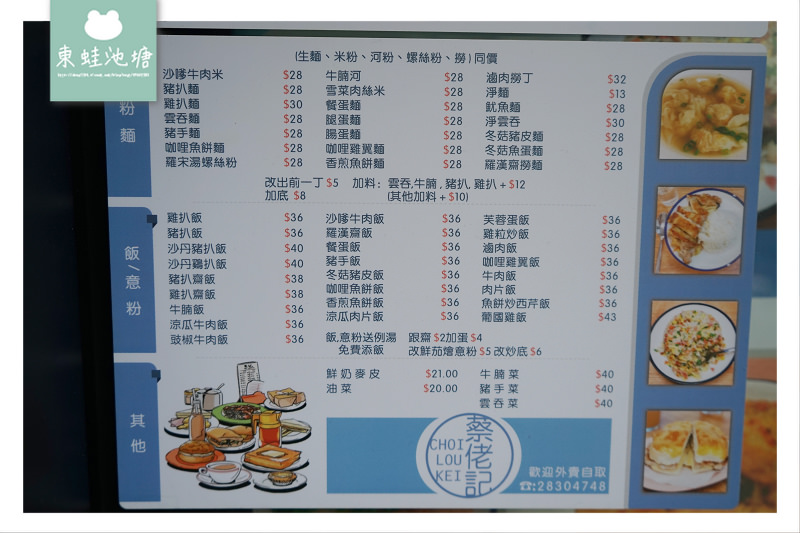 東蛙池塘
(生麵、米粉、河粉、螺絲粉、撈)同價
粉麵
沙嗲牛肉米 $28
豬扒麵 $28
雞扒麵 $30
雲吞麵 $28
豬手麵 $28
咖哩魚餅麵 $28
羅宋湯螺絲粉 $28
牛腩河 $28
雪菜肉絲米 $28
餐蛋麵 $28
腿蛋麵 $28
腸蛋麵 $28
咖哩雞翼麵 $28
香煎魚餅麵 $28
滷肉撈丁 $32
淨麵 $13
魷魚麵 $28
淨雲吞 $30
冬菇豬皮麵 $28
冬菇魚蛋麵 $28
羅漢齋撈麵 $28
改出前一丁 $5 加料: 雲吞,牛腩,豬扒,雞扒 + $12
加底 $8 (其他加料 + $10)
飯/意粉
雞扒飯 $36
豬扒飯 $36
沙丹豬扒飯 $40
沙丹鷄扒飯 $40
豬扒齋飯 $38
雞扒齋飯 $38
牛腩飯 $36
涼瓜牛肉飯 $36
豉椒牛肉飯 $36
沙嗲牛肉飯 $36
羅漢齋飯 $36
餐蛋飯 $36
豬手飯 $36
冬菇豬皮飯 $36
咖哩魚餅飯 $36
香煎魚餅飯 $36
涼瓜肉片飯 $36
芙蓉蛋飯 $36
雞粒炒飯 $36
滷肉飯 $36
咖哩雞翼飯 $36
牛肉飯 $36
肉片飯 $36
魚餅炒西芹飯 $36
葡國雞飯 $43
飯,意粉送例湯 跟齋 $2 加蛋 $4
免費添飯 改鮮茄燴意粉 $5 改炒底 $6
其他
鮮奶麥皮 $21.00
油菜 $20.00
牛腩菜 $40
豬手菜 $40
雲吞菜 $40
蔡佬記
CHOI
LOU
KEI
歡迎外賣自取
☎:28304748